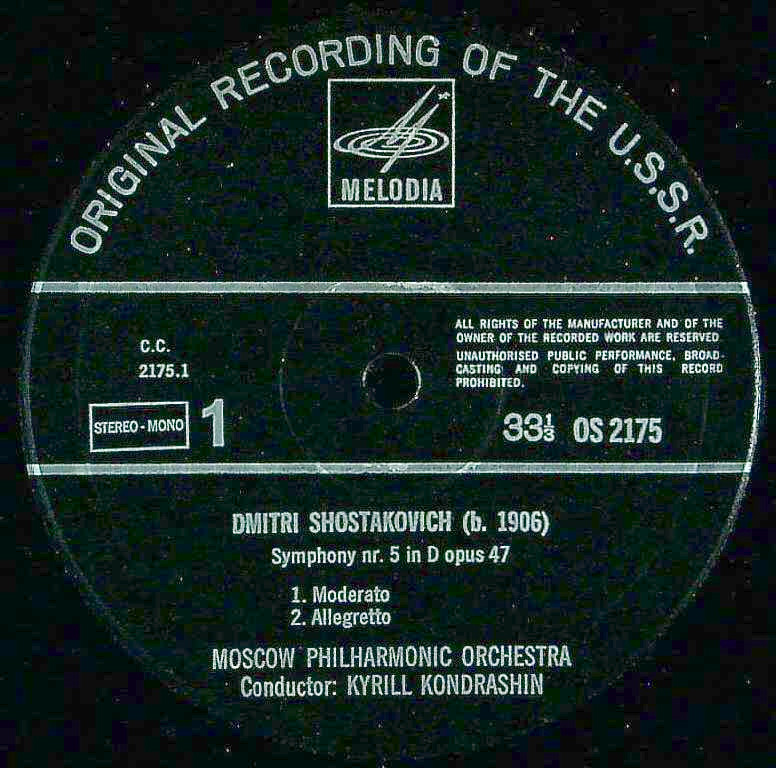 ORIGINAL RECORDING OF THE U.S.S.R.
MELODIA
C.C.
2175.1
STEREO - MONO
1
ALL RIGHTS OF THE MANUFACTURER AND OF THE
OWNER OF THE RECORDED WORK ARE RESERVED
UNAUTHORISED PUBLIC PERFORMANCE, BROAD-
CASTING AND COPYING OF THIS RECORD
PROHIBITED.
33⅓ OS 2175
DMITRI SHOSTAKOVICH (b. 1906)
Symphony nr. 5 in D opus 47
1. Moderato
2. Allegretto
MOSCOW PHILHARMONIC ORCHESTRA
Conductor: KYRILL KONDRASHIN